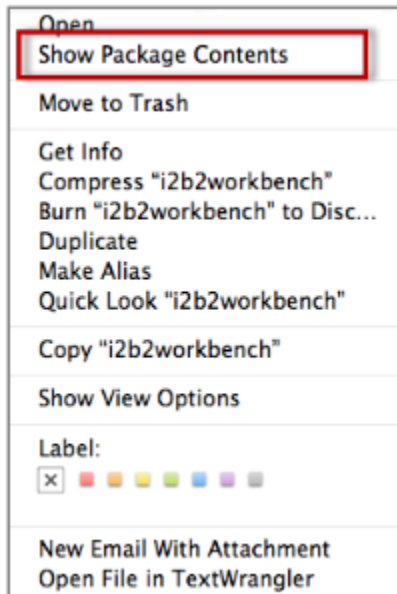 Open
Show Package Contents
Move to Trash
Get Info
Compress “i2b2workbench”
Burn “i2b2workbench” to Disc...
Duplicate
Make Alias
Quick Look “i2b2workbench”
Copy “i2b2workbench”
Show View Options
Label:
New Email With Attachment
Open File in TextWrangler